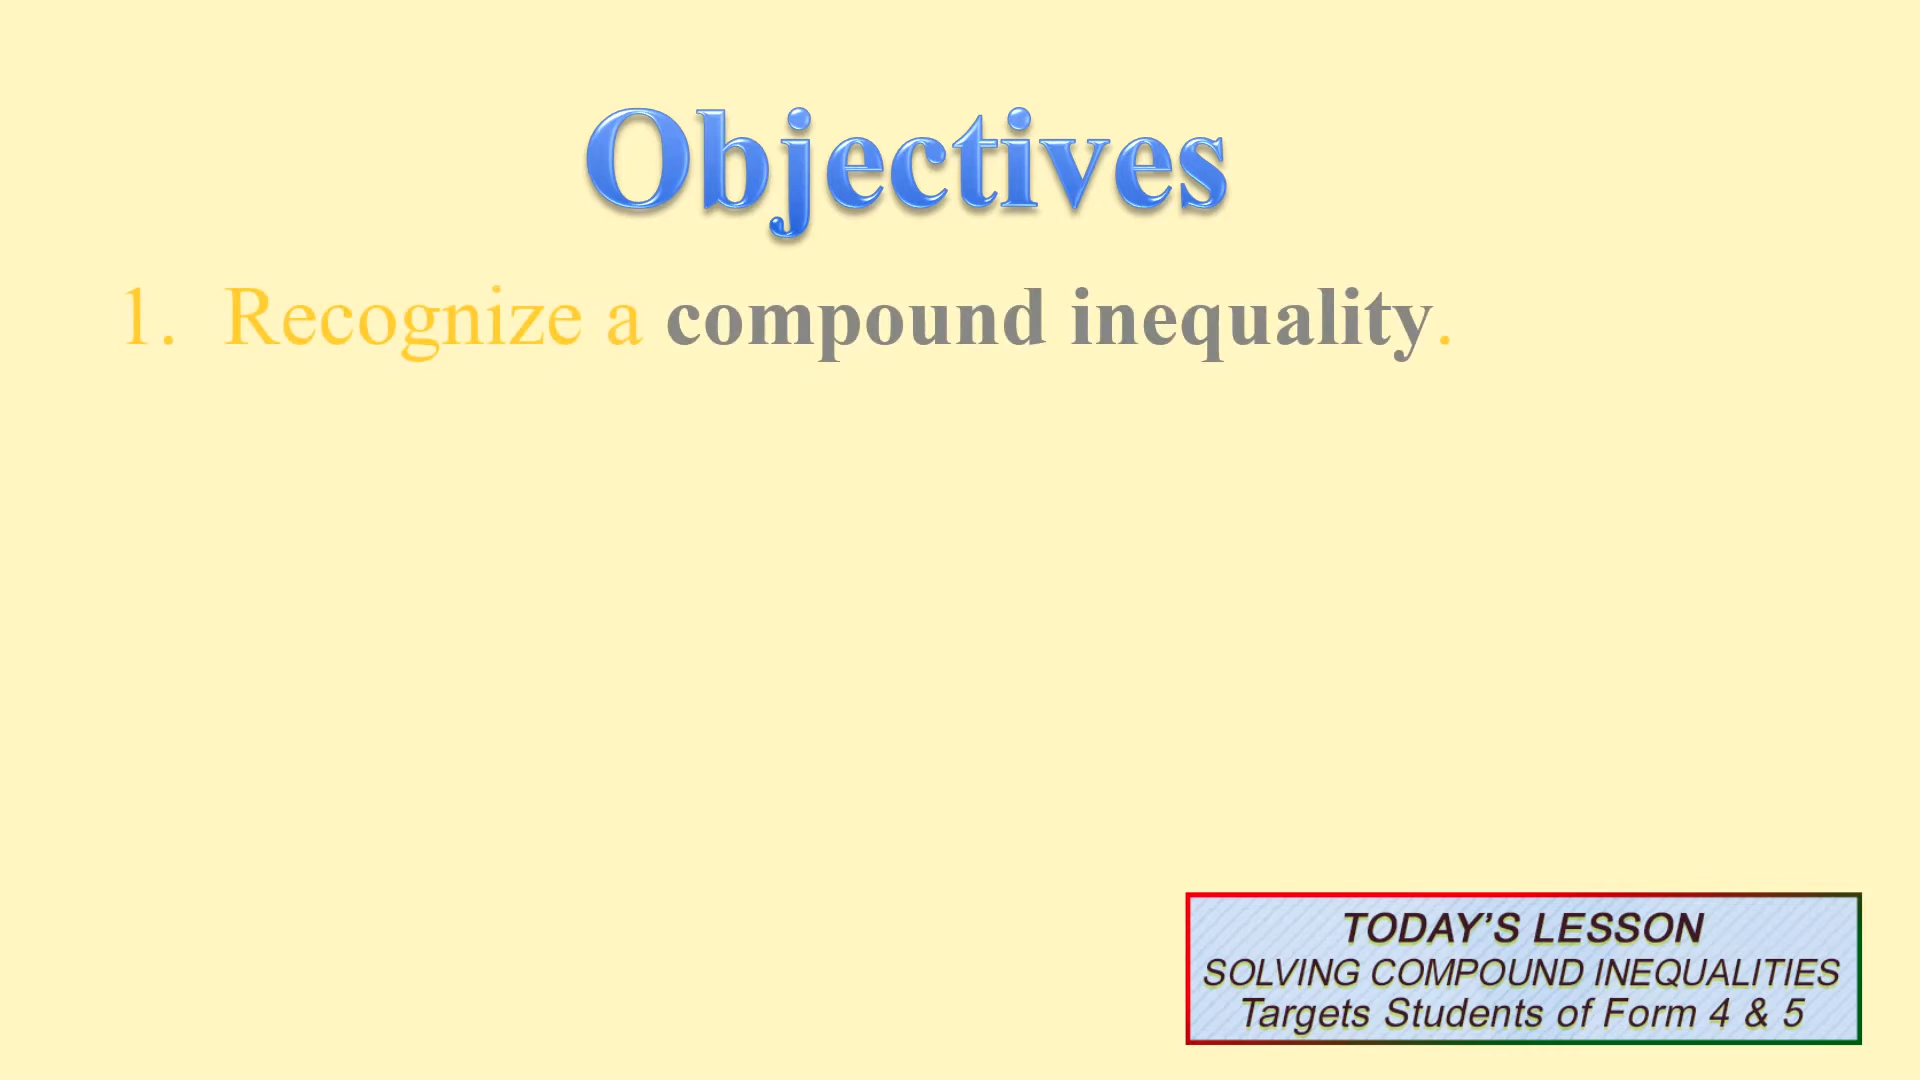 Objectives
1. Recognize a compound inequality.
TODAY’S LESSON
SOLVING COMPOUND INEQUALITIES
Targets Students of Form 4 & 5